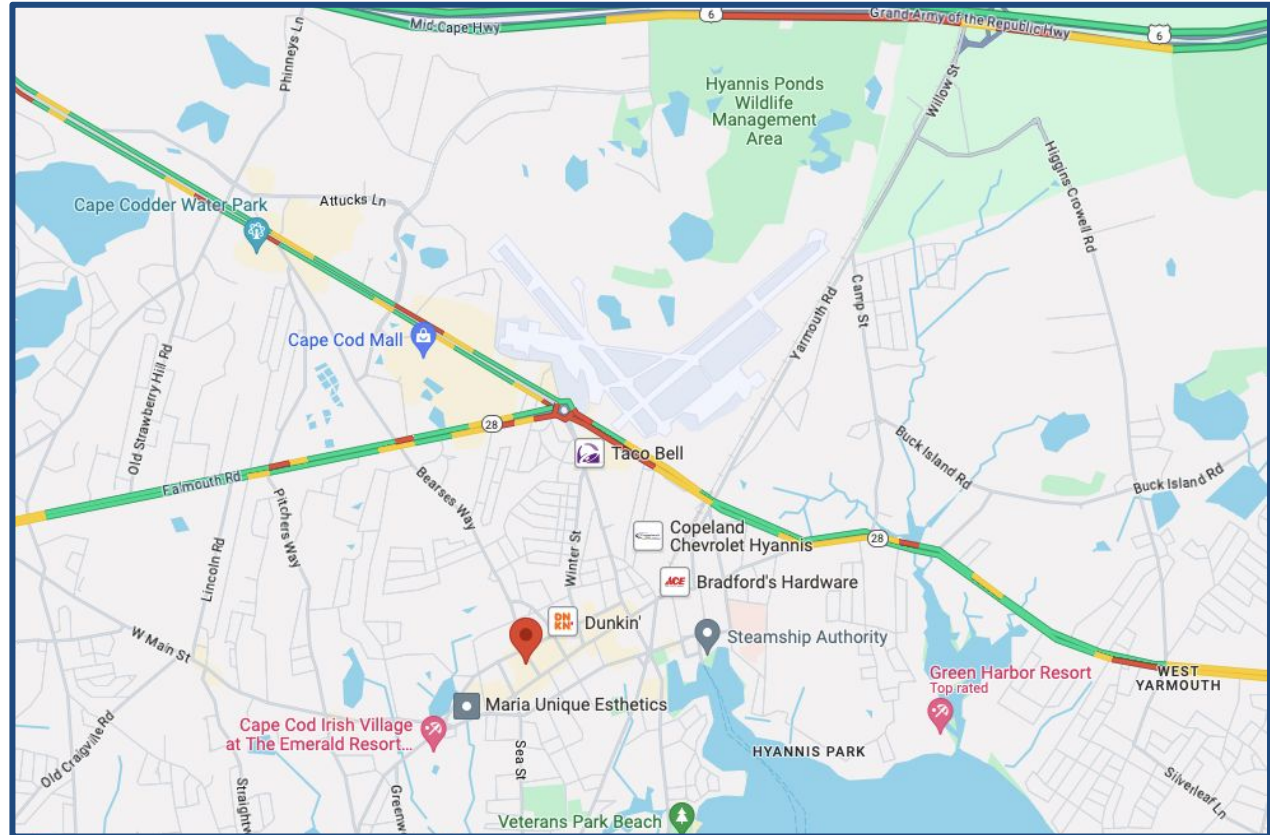 Phinneys Ln
Mid Cape Hwy
6
Grand Army of the Republic Hwy
6
Willow St
Hyannis Ponds
Wildlife
Management
Area
Higgins Crowell Rd
Attucks Ln
Cape Codder Water Park
Camp St
Yarmouth Rd
Cape Cod Mall
Old Strawberry Hill Rd
28
Taco Bell
Buck Island Rd
Buck Island Rd
Falmouth Rd
Bearses Way
Pitchers Way
Copeland
Chevrolet Hyannis
28
Winter St
Lincoln Rd
ACE
Bradford's Hardware
DN
KN'
Dunkin'
W Main St
Steamship Authority
Green Harbor Resort
Top rated
WEST
YARMOUTH
Maria Unique Esthetics
Cape Cod Irish Village
at The Emerald Resort...
Old Craigville Rd
Sea St
HYANNIS PARK
Silverleaf Ln
Straightw
Greenw
Veterans Park Beach